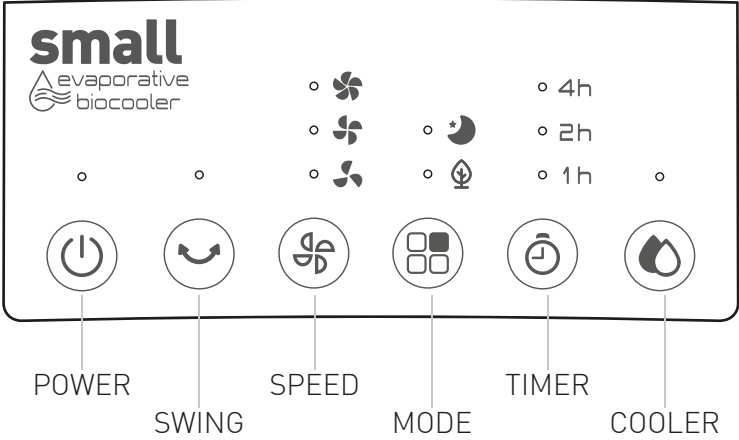 small
evaporative
biocooler
4h
2h
1h
POWER
SWING
SPEED
MODE
TIMER
COOLER